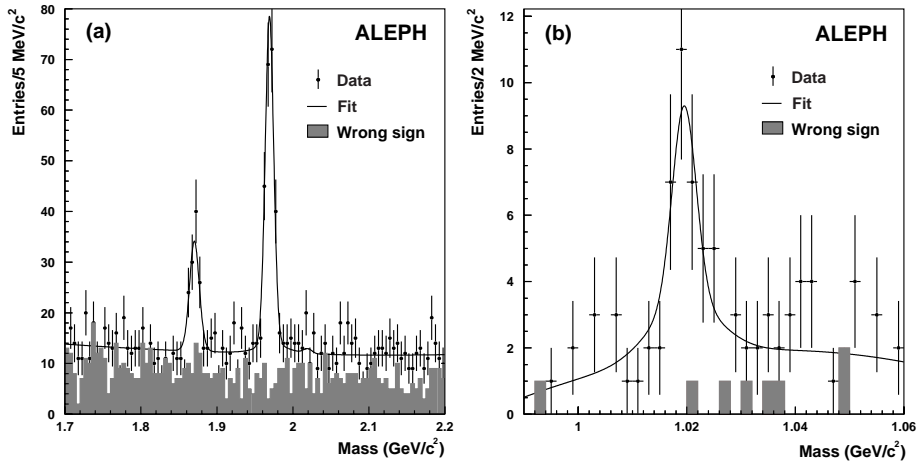 Entries/5 MeV/c²
80
70
60
50
40
30
20
10
0
(a)
ALEPH
Data
Fit
Wrong sign
1.7
1.8
1.9
2
2.1
2.2
Mass (GeV/c²)
Entries/2 MeV/c²
12
10
8
6
4
2
0
(b)
ALEPH
Data
Fit
Wrong sign
1
1.02
1.04
1.06
Mass (GeV/c²)